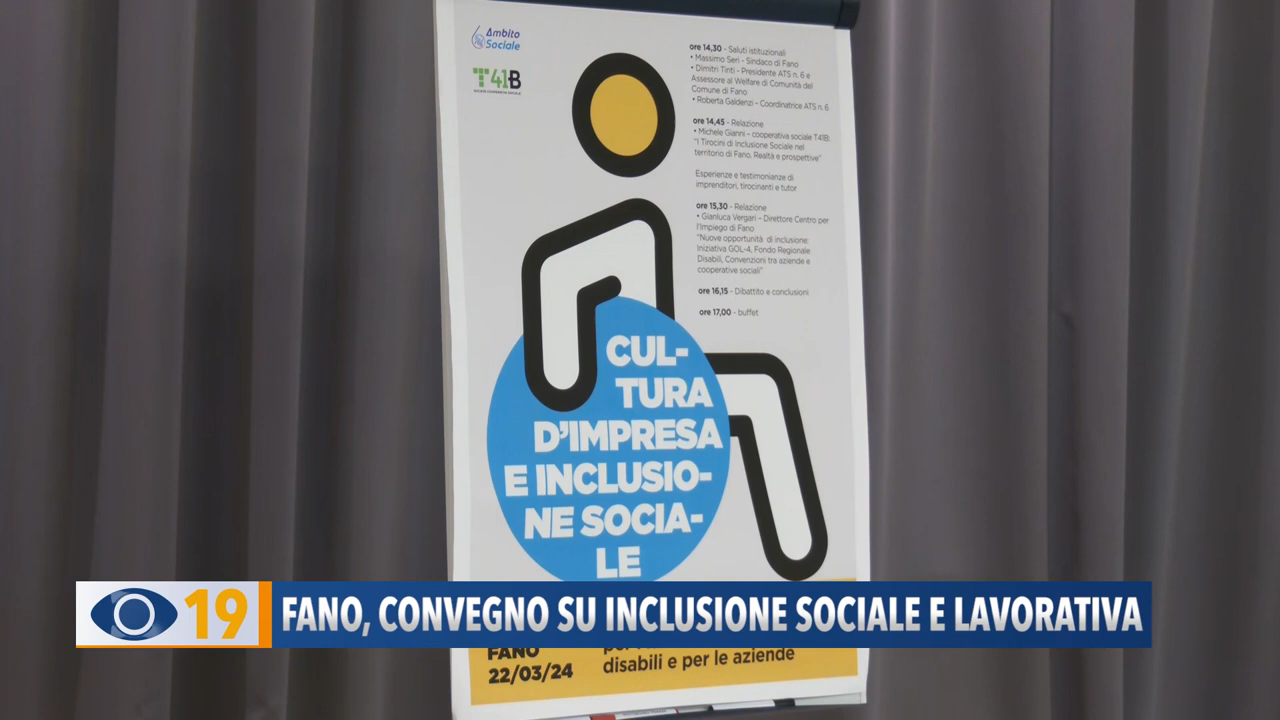 Ambito
Sociale
T41B
SOCIETÀ COOPERATIVA SOCIALE
ore 14,30 - Saluti istituzionali
• Massimo Seri - Sindaco di Fano
• Dimitri Tinti - Presidente ATS n. 6 e
Assessore al Welfare di Comunità del
Comune di Fano
• Roberta Galdenzi – Coordinatrice ATS n. 6
ore 14,45 - Relazione
• Michele Gianni – cooperativa sociale T41B:
"I Tirocini di Inclusione Sociale nel
territorio di Fano. Realtà e prospettive"
Esperienze e testimonianze di
imprenditori, tirocinanti e tutor
ore 15,30 - Relazione
• Gianluca Vergari – Direttore Centro per
l'Impiego di Fano
"Nuove opportunità di inclusione:
Iniziativa GOL-4, Fondo Regionale
Disabili, Convenzioni tra aziende e
cooperative sociali"
ore 16,15 - Dibattito e conclusioni
ore 17,00 - buffet
CUL-
TURA
D'IMPRESA
E INCLUSIO-
NE SOCIA-
LE
19
FANO, CONVEGNO SU INCLUSIONE SOCIALE E LAVORATIVA
FANO
22/03/24
disabili e per le aziende